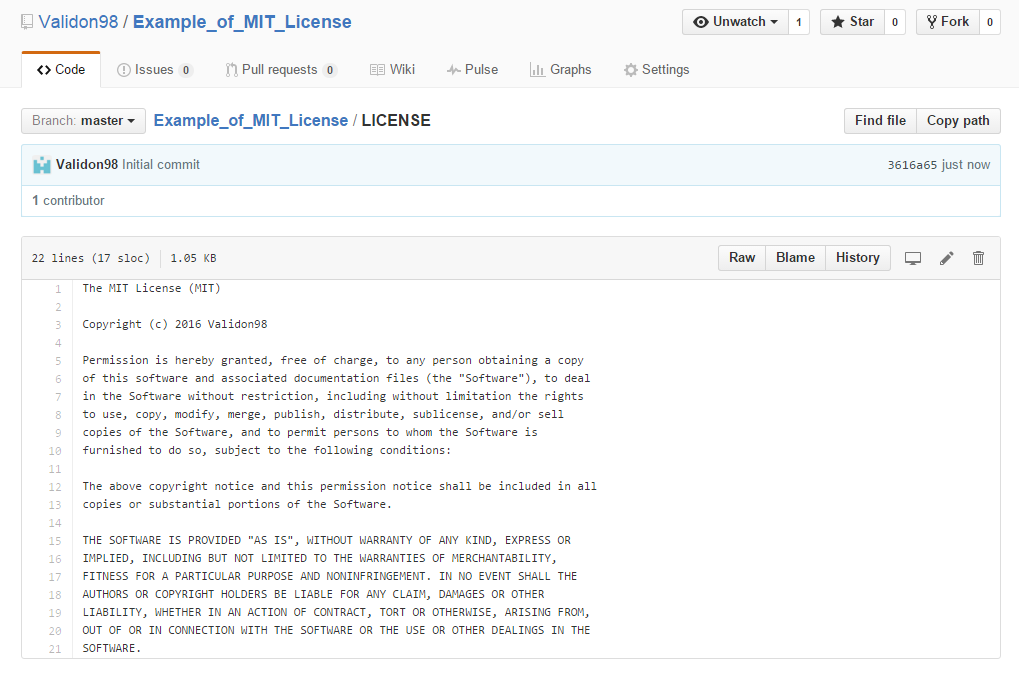 Validon98 / Example_of_MIT_License
Unwatch 1 Star 0 Fork 0
Code Issues 0 Pull requests 0 Wiki Pulse Graphs Settings
Branch: master Example_of_MIT_License / LICENSE Find file Copy path
Validon98 Initial commit 3616a65 just now
1 contributor
22 lines (17 sloc) 1.05 KB Raw Blame History
1 The MIT License (MIT)
2
3 Copyright (c) 2016 Validon98
4
5 Permission is hereby granted, free of charge, to any person obtaining a copy
6 of this software and associated documentation files (the "Software"), to deal
7 in the Software without restriction, including without limitation the rights
8 to use, copy, modify, merge, publish, distribute, sublicense, and/or sell
9 copies of the Software, and to permit persons to whom the Software is
10 furnished to do so, subject to the following conditions:
11
12 The above copyright notice and this permission notice shall be included in all
13 copies or substantial portions of the Software.
14
15 THE SOFTWARE IS PROVIDED "AS IS", WITHOUT WARRANTY OF ANY KIND, EXPRESS OR
16 IMPLIED, INCLUDING BUT NOT LIMITED TO THE WARRANTIES OF MERCHANTABILITY,
17 FITNESS FOR A PARTICULAR PURPOSE AND NONINFRINGEMENT. IN NO EVENT SHALL THE
18 AUTHORS OR COPYRIGHT HOLDERS BE LIABLE FOR ANY CLAIM, DAMAGES OR OTHER
19 LIABILITY, WHETHER IN AN ACTION OF CONTRACT, TORT OR OTHERWISE, ARISING FROM,
20 OUT OF OR IN CONNECTION WITH THE SOFTWARE OR THE USE OR OTHER DEALINGS IN THE
21 SOFTWARE.